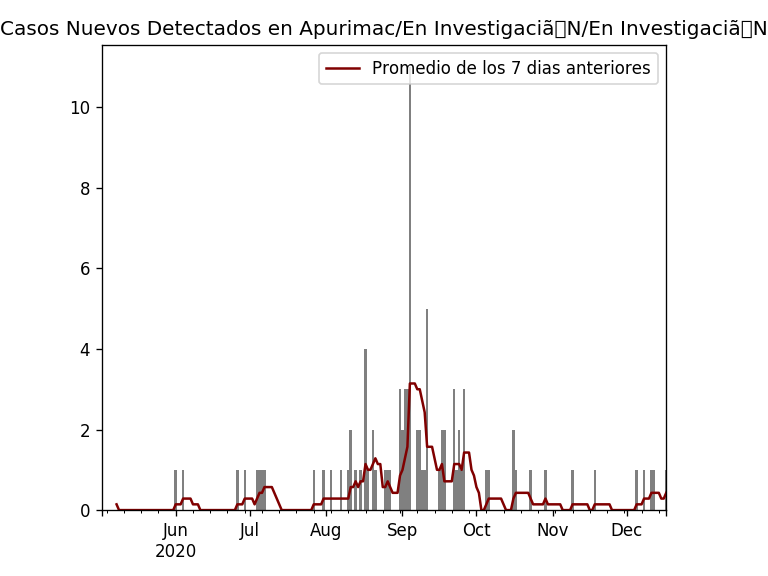 Casos Nuevos Detectados en Apurimac/En Investigaciã▯N/En Investigaciã▯N
Promedio de los 7 dias anteriores
10
8
6
4
2
0
Jun Jul Aug Sep Oct Nov Dec
2020